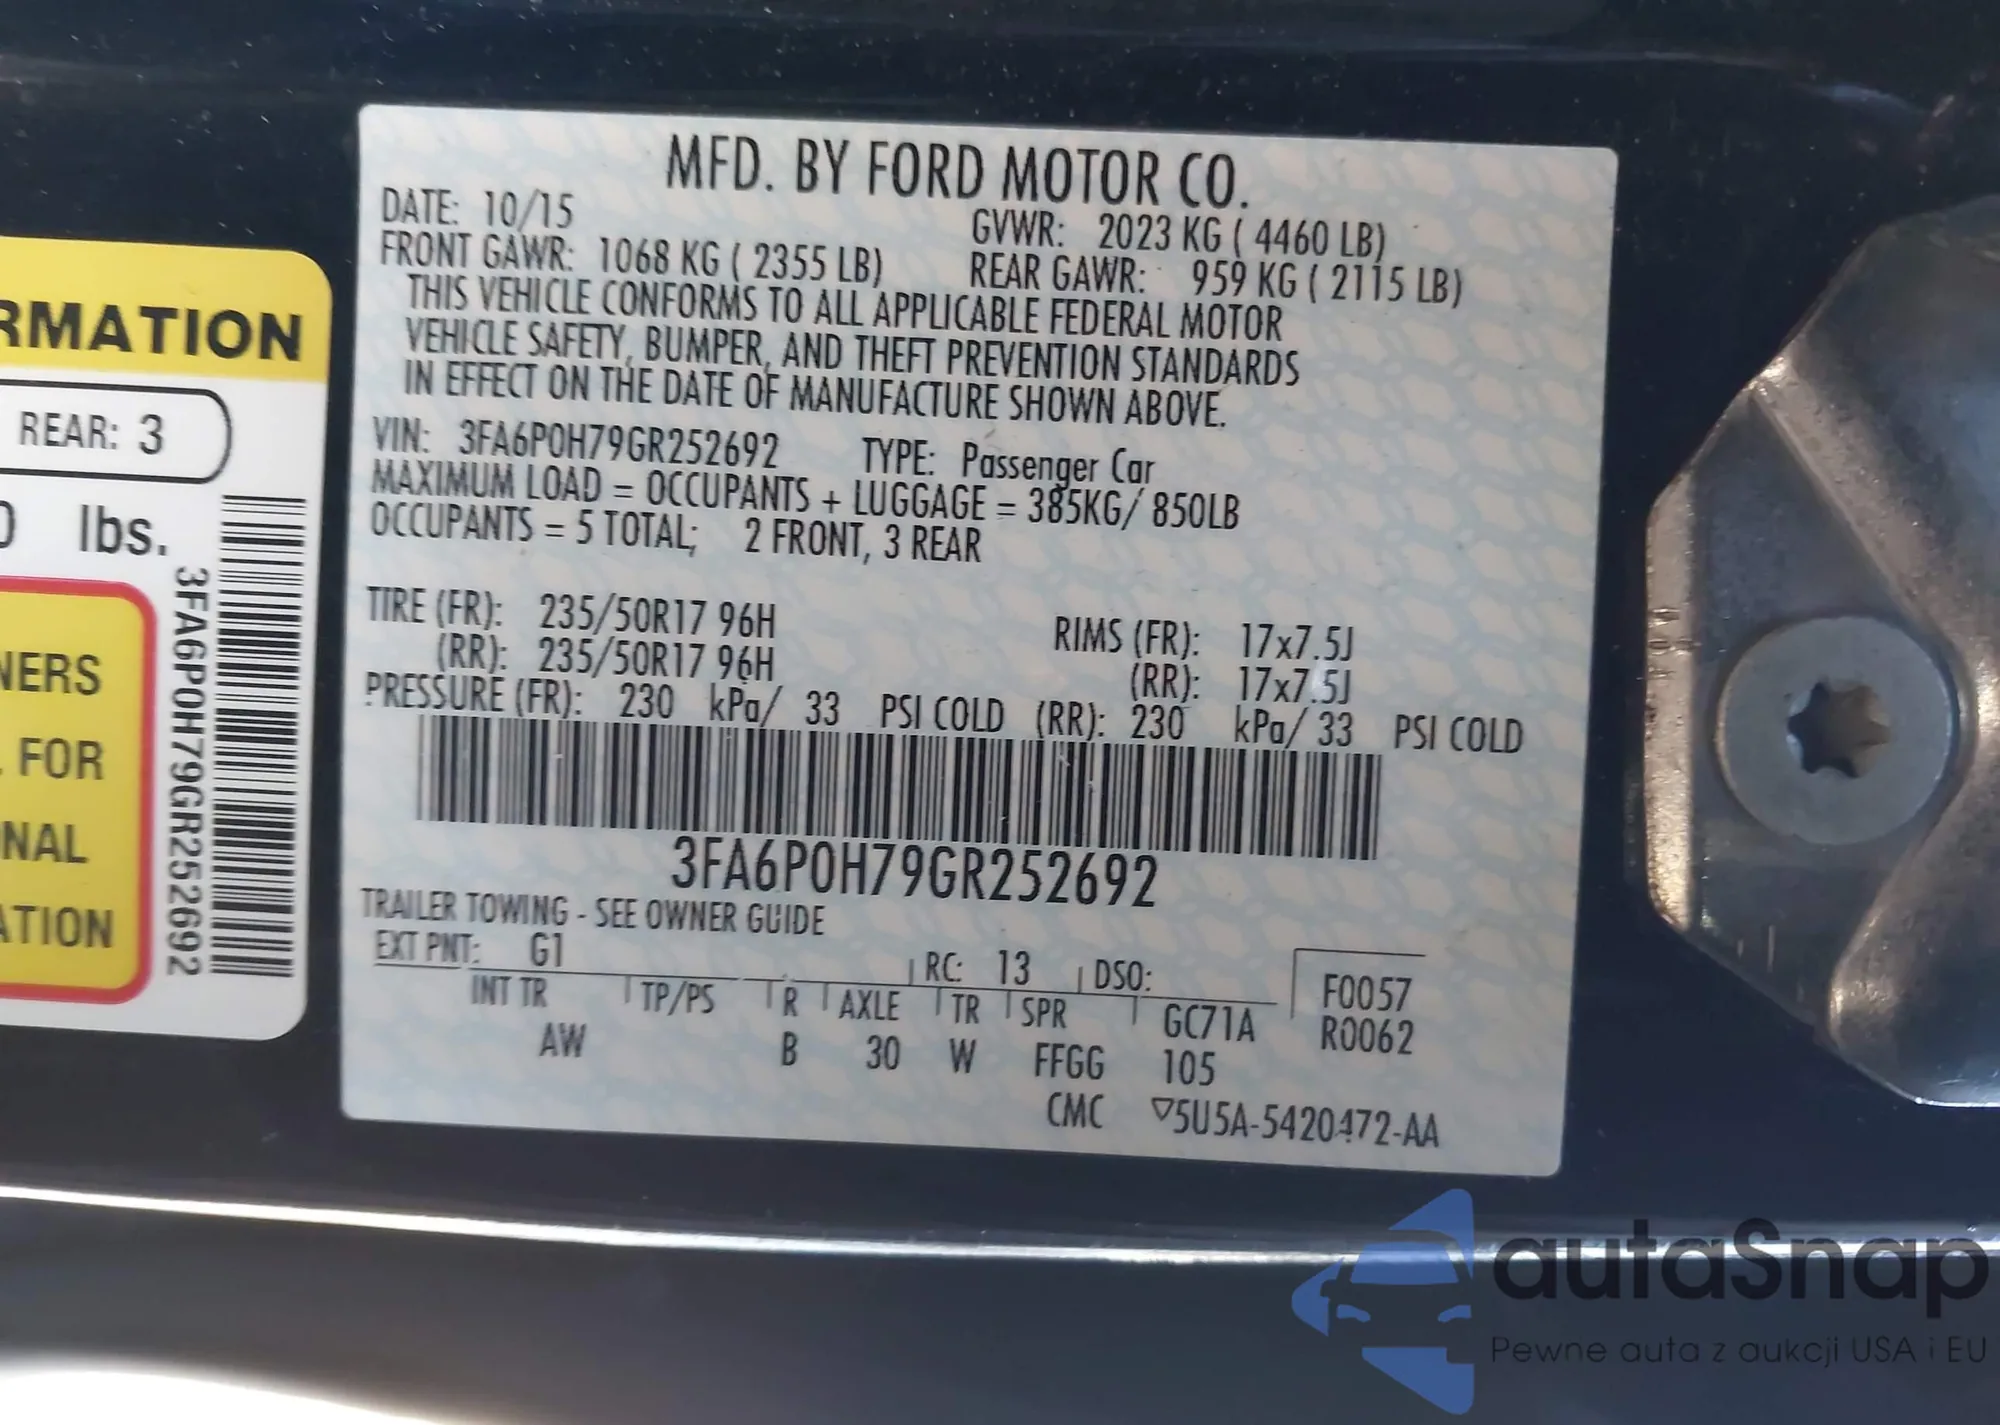 MFD. BY FORD MOTOR CO.
DATE: 10/15
GVWR: 2023 KG ( 4460 LB)
FRONT GAWR: 1068 KG ( 2355 LB)
REAR GAWR: 959 KG ( 2115 LB)
THIS VEHICLE CONFORMS TO ALL APPLICABLE FEDERAL MOTOR
VEHICLE SAFETY, BUMPER, AND THEFT PREVENTION STANDARDS
IN EFFECT ON THE DATE OF MANUFACTURE SHOWN ABOVE.
VIN: 3FA6P0H79GR252692 TYPE: Passenger Car
MAXIMUM LOAD = OCCUPANTS + LUGGAGE = 385KG/ 850LB
OCCUPANTS = 5 TOTAL; 2 FRONT, 3 REAR
TIRE (FR): 235/50R17 96H RIMS (FR): 17x7.5J
(RR): 235/50R17 96H (RR): 17x7.5J
PRESSURE (FR): 230 kPa/ 33 PSI COLD (RR): 230 kPa/ 33 PSI COLD
3FA6P0H79GR252692
TRAILER TOWING - SEE OWNER GUIDE
EXT PNT: G1 RC: 13 DSO:
INT TR TP/PS R AXLE TR SPR GC71A
AW B 30 W FFGG 105
F0057
R0062
CMC ▽5U5A-5420472-AA
RMATION
REAR: 3
0 lbs.
NERS
L FOR
NAL
ATION
3FA6P0H79GR252692
autaSnap
Pewne auta z aukcji USA i EU